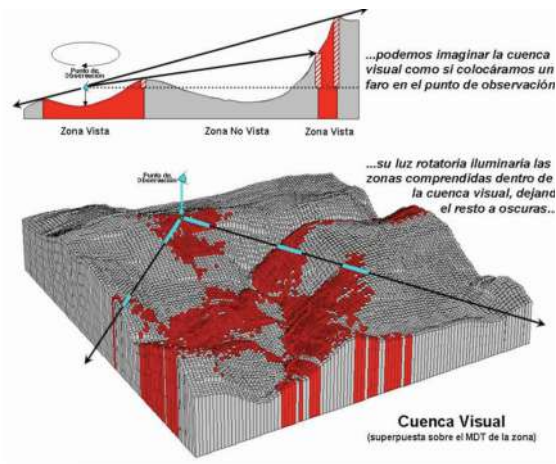 ...podemos imaginar la cuenca
visual como si colocáramos un
faro en el punto de observación
Punto de
Observación
Zona Vista
Zona No Vista
Zona Vista
...su luz rotatoria iluminaría las
zonas comprendidas dentro de
la cuenca visual, dejand
el resto a oscuras...
Punto de
Observación
Cuenca Visual
(superpuesta sobre el MDT de la zona)